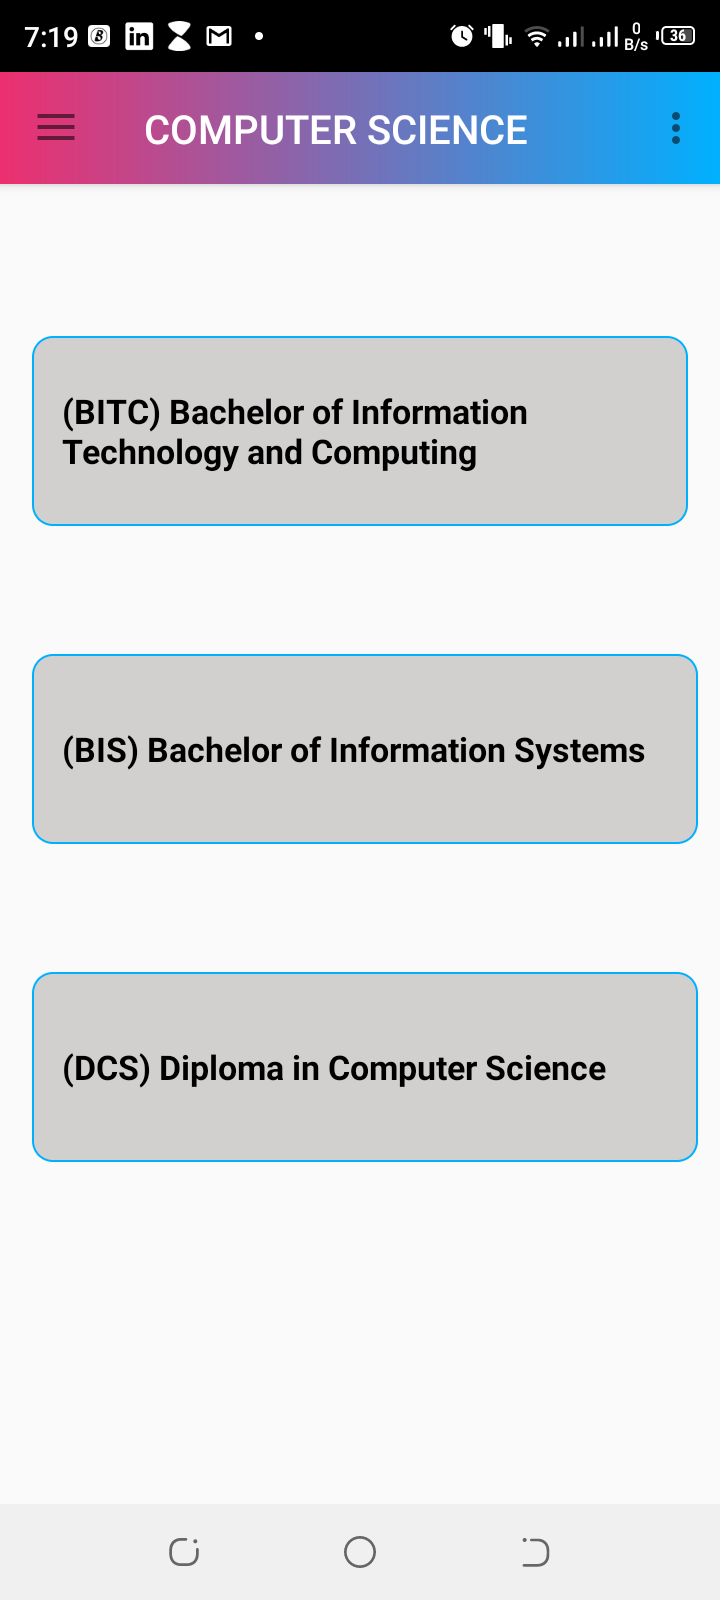 7:19
in
0
B/s
36
COMPUTER SCIENCE
(BITC) Bachelor of Information
Technology and Computing
(BIS) Bachelor of Information Systems
(DCS) Diploma in Computer Science